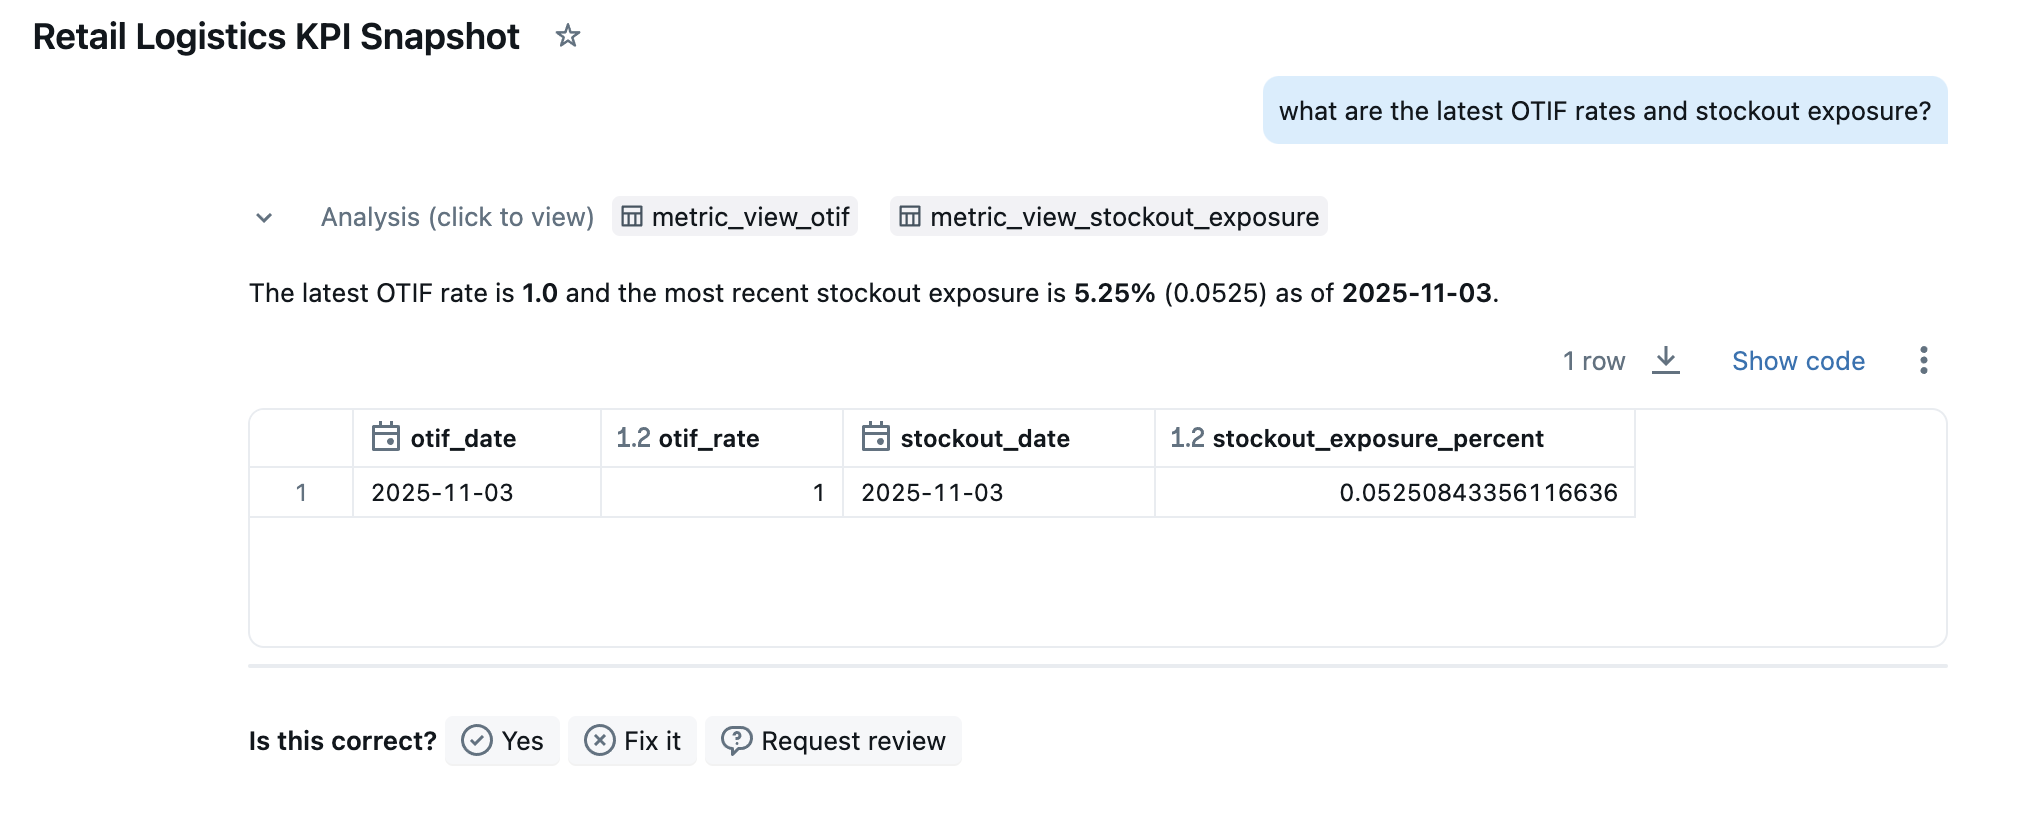 Retail Logistics KPI Snapshot
what are the latest OTIF rates and stockout exposure?
Analysis (click to view) metric_view_otif metric_view_stockout_exposure
The latest OTIF rate is 1.0 and the most recent stockout exposure is 5.25% (0.0525) as of 2025-11-03.
1 row Show code
otif_date 1.2 otif_rate stockout_date 1.2 stockout_exposure_percent
1 2025-11-03 1 2025-11-03 0.05250843356116636
Is this correct? Yes Fix it Request review